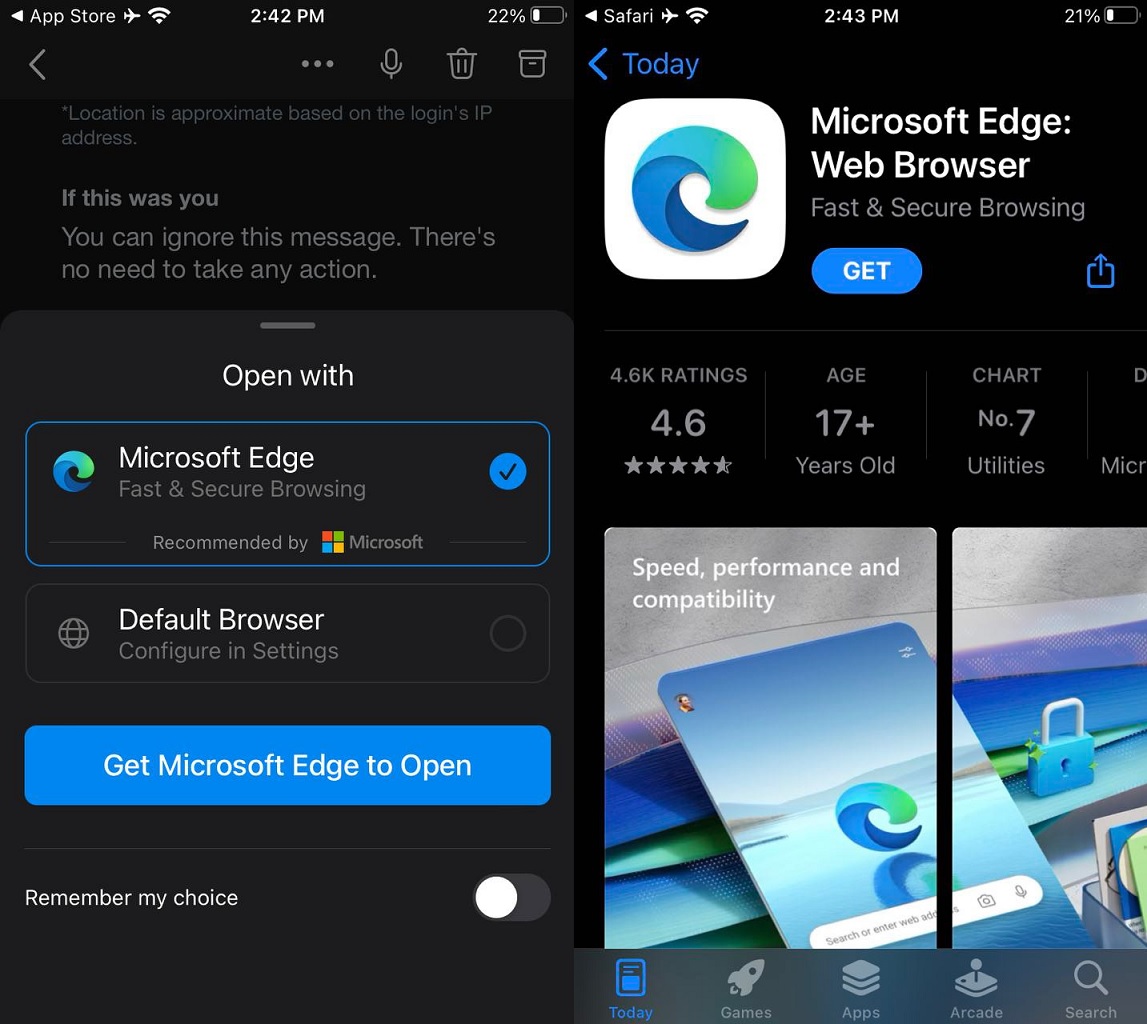 App Store
2:42 PM
22%
*Location is approximate based on the login's IP
address.
If this was you
You can ignore this message. There's
no need to take any action.
Open with
Microsoft Edge
Fast & Secure Browsing
Recommended by Microsoft
Default Browser
Configure in Settings
Get Microsoft Edge to Open
Remember my choice
Safari
2:43 PM
21%
Today
Microsoft Edge:
Web Browser
Fast & Secure Browsing
GET
4.6K RATINGS
4.6
AGE
17+
Years Old
CHART
No.7
Utilities
D
Micr
Speed, performance and
compatibility
Search or enter web
Today
Games
Apps
Arcade
Search